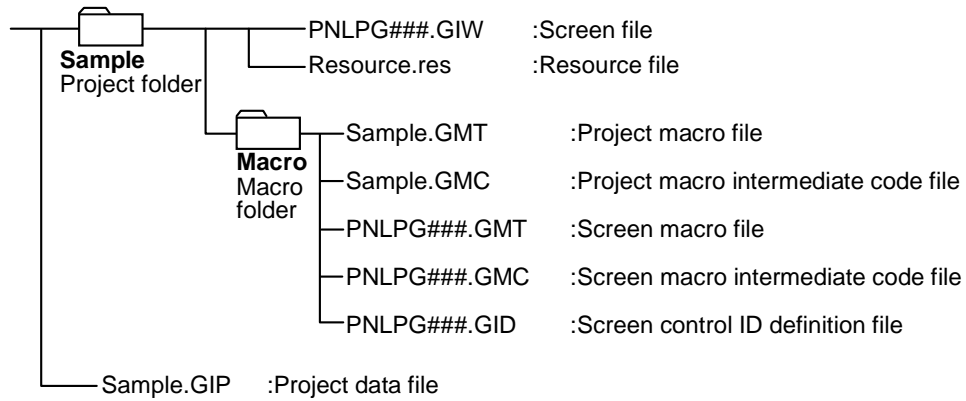 PNLPG###.GIW :Screen file
Sample
Project folder
Resource.res :Resource file
Macro
Macro
folder
Sample.GMT :Project macro file
Sample.GMC :Project macro intermediate code file
PNLPG###.GMT :Screen macro file
PNLPG###.GMC :Screen macro intermediate code file
PNLPG###.GID :Screen control ID definition file
Sample.GIP :Project data file